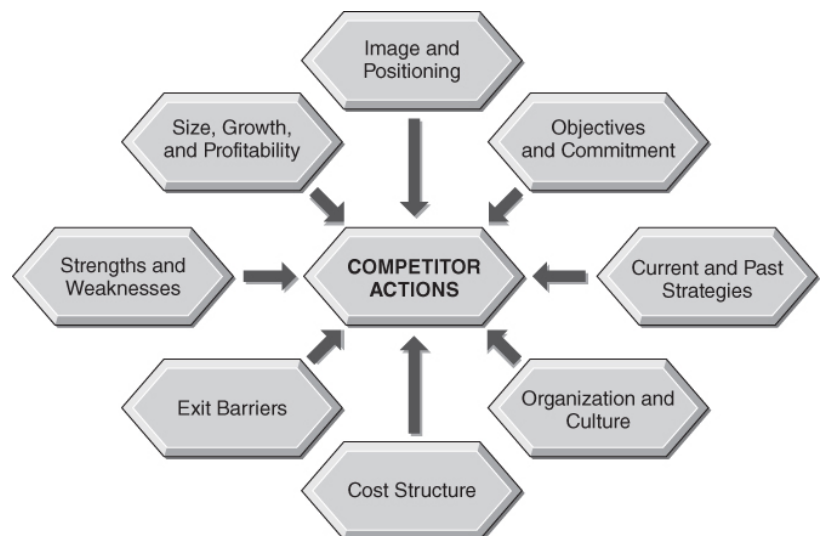 Image and
Positioning
Size, Growth,
and Profitability
Objectives
and Commitment
Strengths and
Weaknesses
COMPETITOR
ACTIONS
Current and Past
Strategies
Exit Barriers
Organization and
Culture
Cost Structure